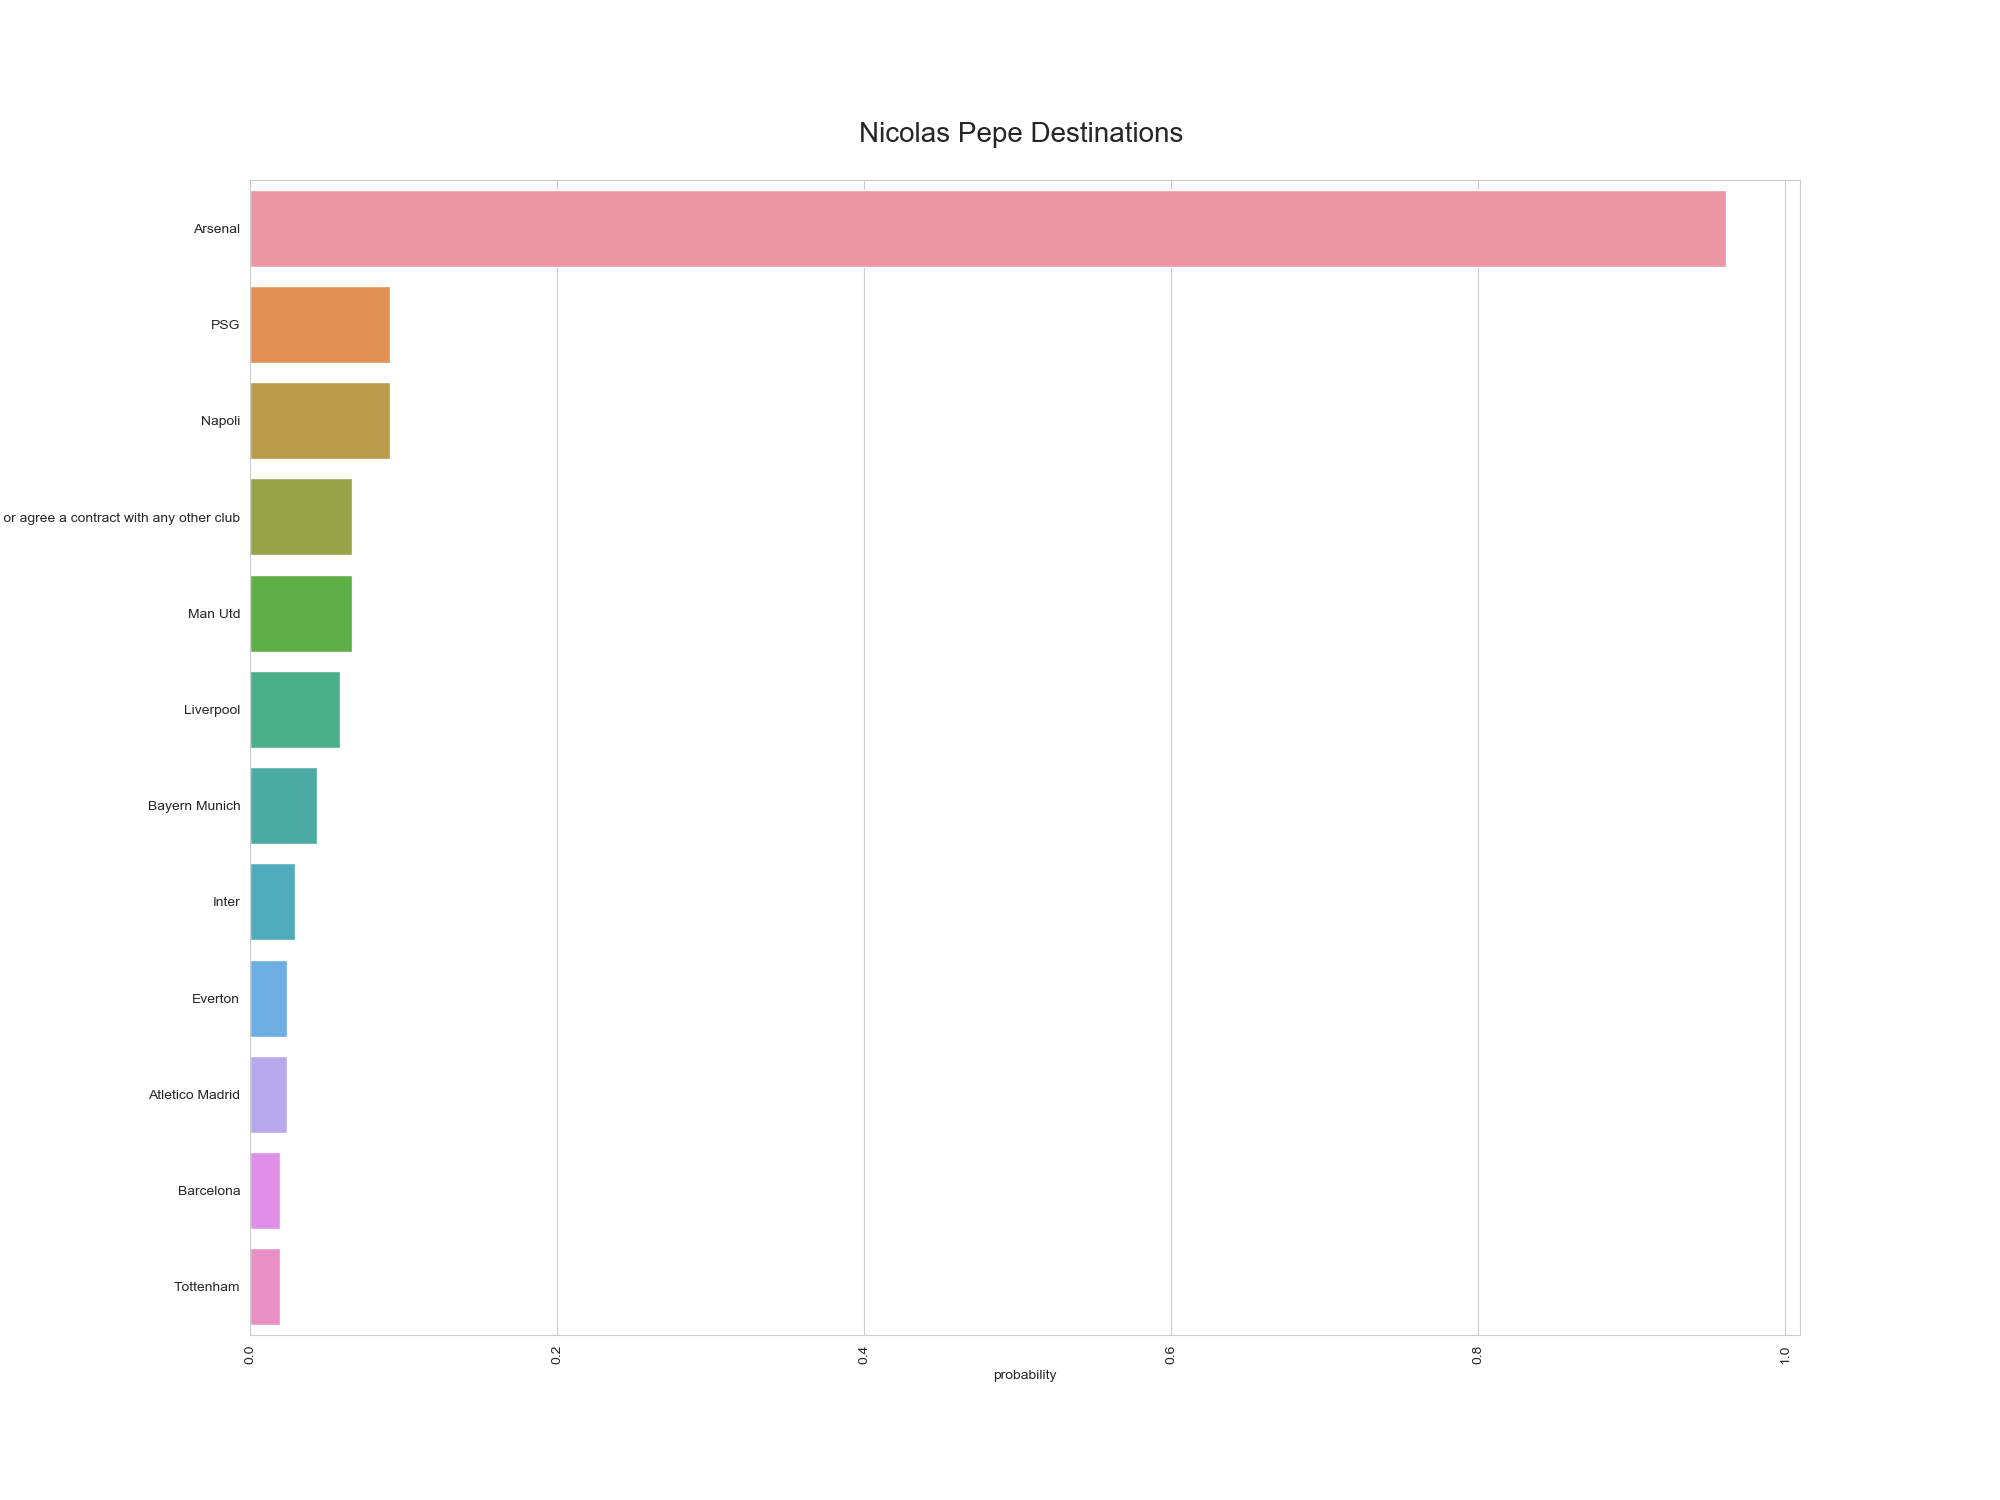 Nicolas Pepe Destinations
Arsenal
PSG
Napoli
or agree a contract with any other club
Man Utd
Liverpool
Bayern Munich
Inter
Everton
Atletico Madrid
Barcelona
Tottenham
0.0
0.2
0.4
0.6
0.8
1.0
probability